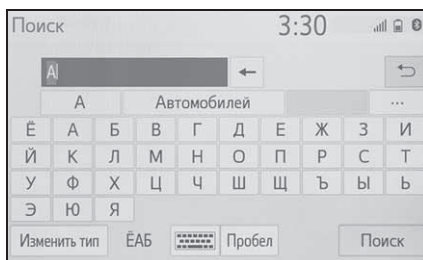 Поиск 3:30
А
А Автомобилей ...
Ё А Б В Г Д Е Ж З И
Й К Л М Н О П Р С Т
У Ф Х Ц Ч Ш Щ Ъ Ы Ь
Э Ю Я
Изменить тип ЁАБ Пробел Поиск